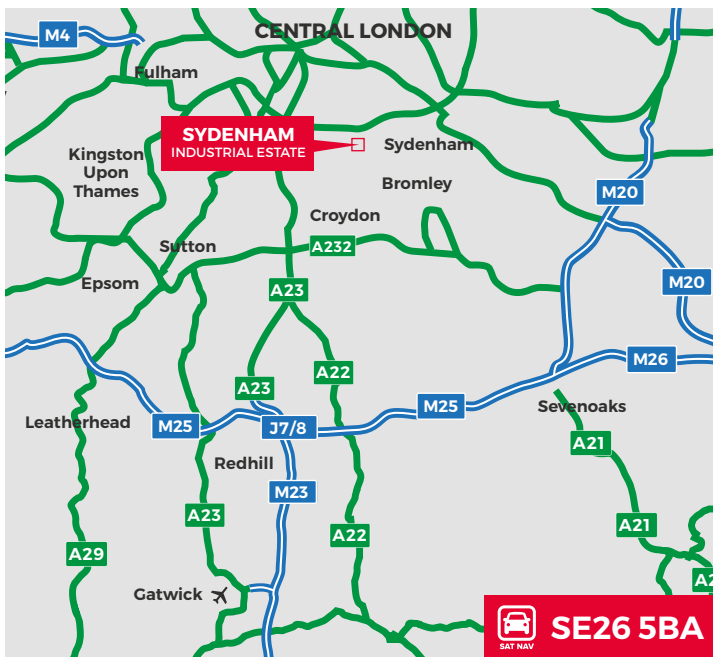 CENTRAL LONDON
M4
Fulham
SYDENHAM
INDUSTRIAL ESTATE
Sydenham
Kingston
Upon
Thames
Bromley
M20
Croydon
Sutton
A232
Epsom
A23
M20
M26
A22
A23
M25
Sevenoaks
Leatherhead
M25
J7/8
A21
Redhill
M23
A23
A21
A22
A29
Gatwick
SAT NAV
SE26 5BA